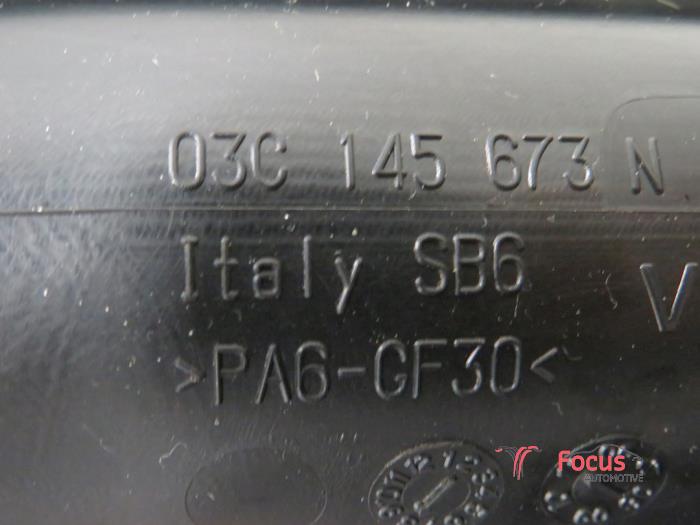 03C 145 673 N
Italy SB6
V
>PA6-GF30<
Focus
AUTOMOTIVE